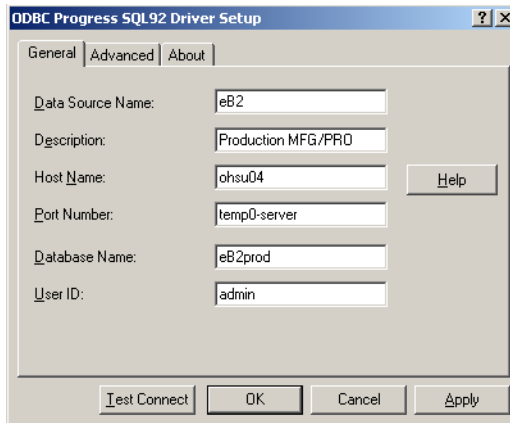 ODBC Progress SQL92 Driver Setup
General Advanced About
Data Source Name: eB2
Description: Production MFG/PRO
Host Name: ohsu04
Help
Port Number: temp0-server
Database Name: eB2prod
User ID: admin
Test Connect OK Cancel Apply